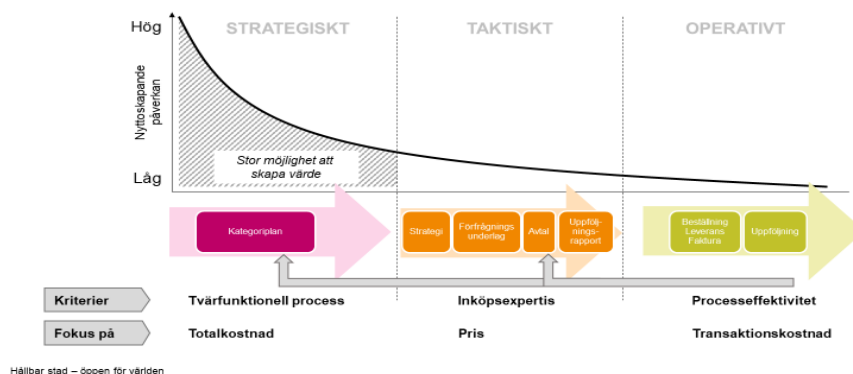 Hög
STRATEGISKT
TAKTISKT
OPERATIVT
Nyttoskapande
påverkan
Stor möjlighet att
skapa värde
Låg
Kategoriplan
Strategi
Förfrågnings
underlag
Avtal
Uppfölj-
nings-
rapport
Beställning
Leverans
Faktura
Uppföljning
Kriterier
Tvärfunktionell process
Inköpsexpertis
Processeffektivitet
Fokus på
Totalkostnad
Pris
Transaktionskostnad
Hållbar stad – öppen för världen